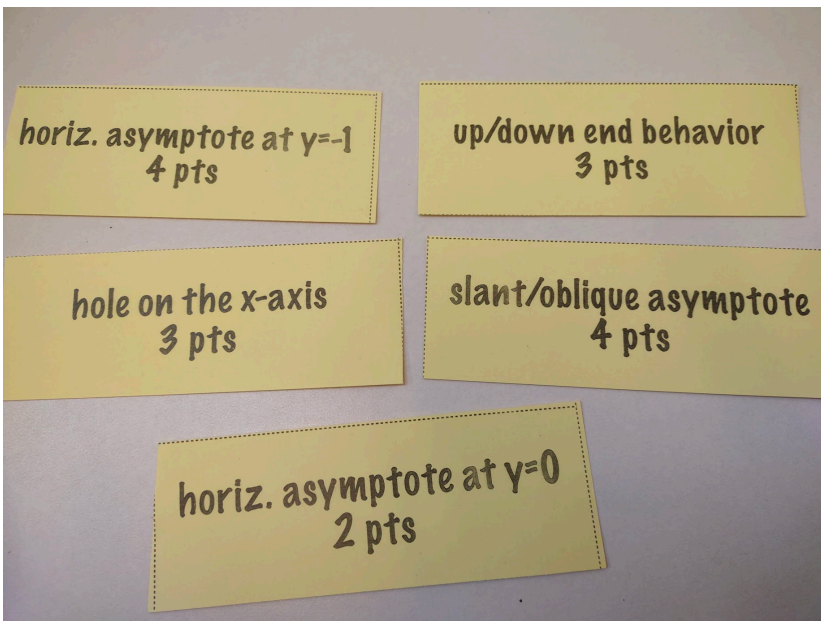 horiz. asymptote at y=-1
4 pts
up/down end behavior
3 pts
hole on the x-axis
3 pts
slant/oblique asymptote
4 pts
horiz. asymptote at y=0
2 pts